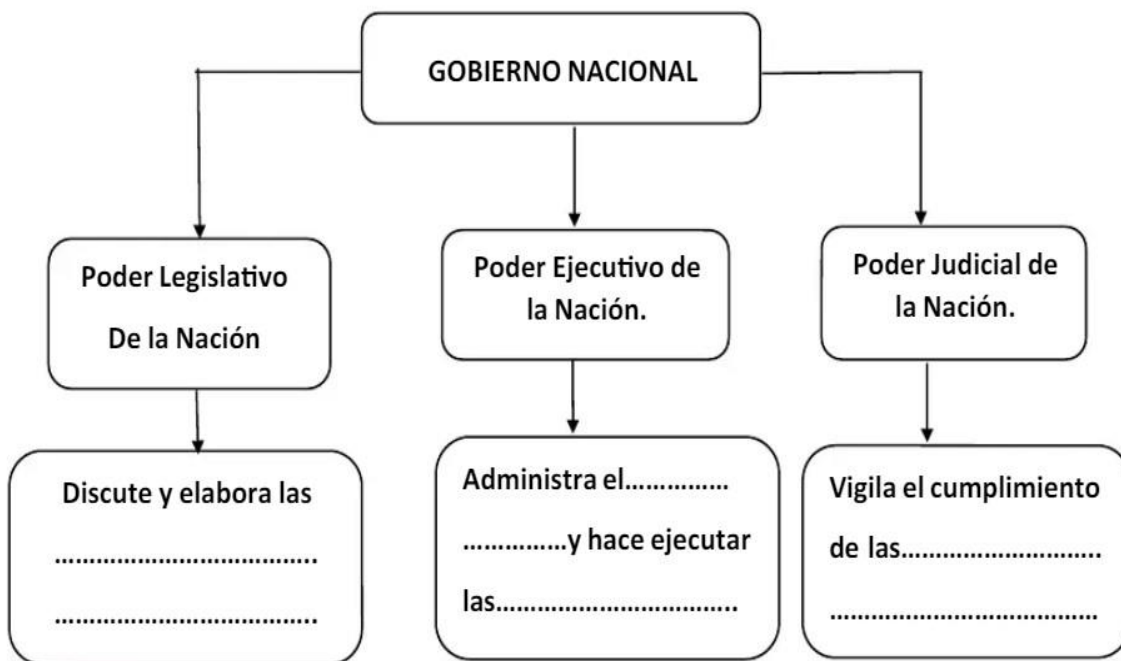 GOBIERNO NACIONAL
Poder Legislativo
De la Nación
Poder Ejecutivo de
la Nación.
Poder Judicial de
la Nación.
Discute y elabora las
……………………………..
……………………………..
Administra el……………
……………y hace ejecutar
las……………………………..
Vigila el cumplimiento
de las………………………..
…………………………………